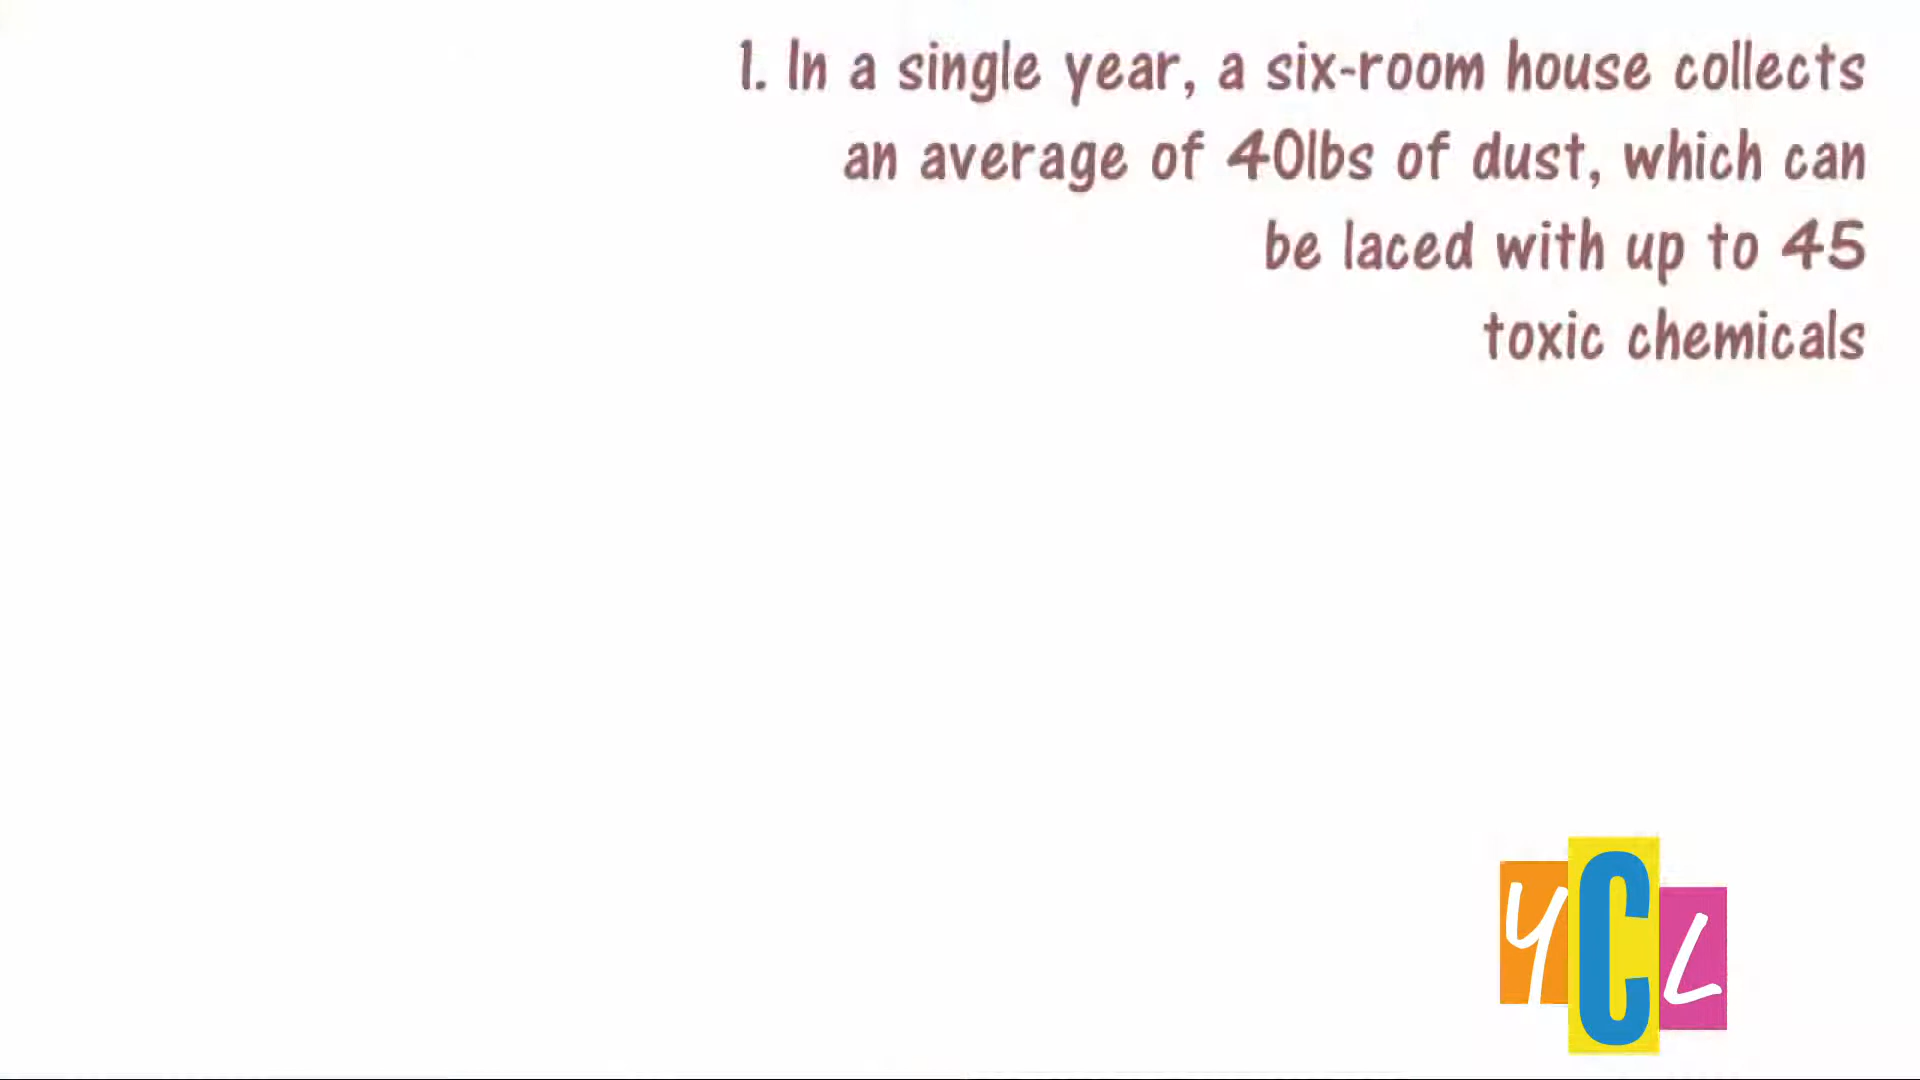 1. In a single year, a six-room house collects
an average of 40lbs of dust, which can
be laced with up to 45
toxic chemicals
YCL